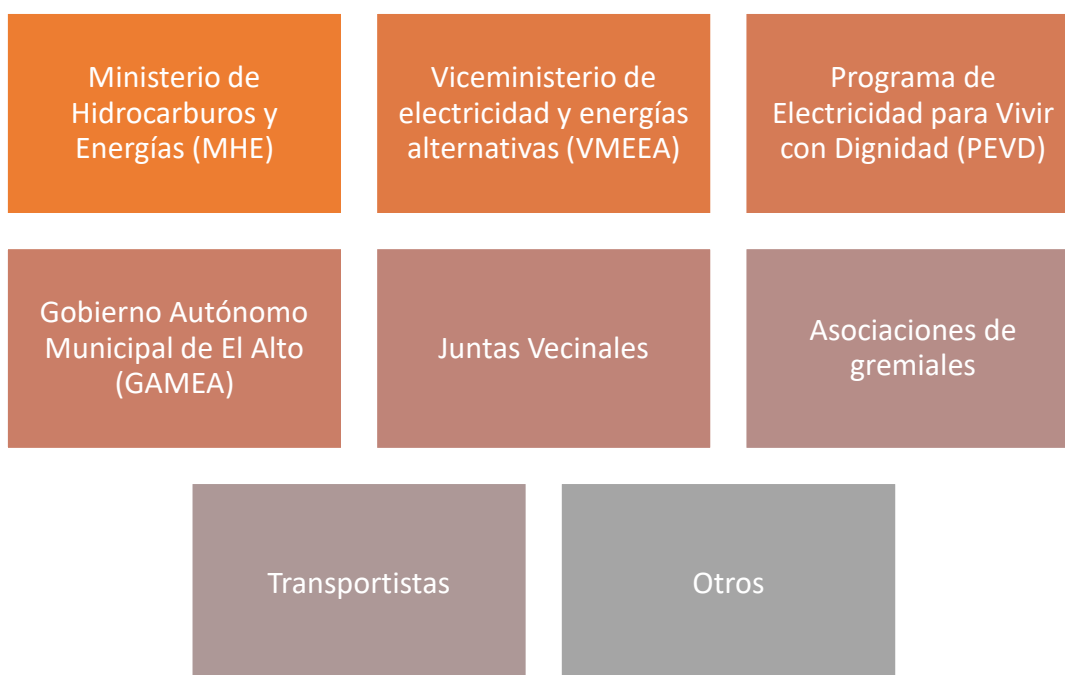 Ministerio de
Hidrocarburos y
Energías (MHE)
Viceministerio de
electricidad y energías
alternativas (VMEEA)
Programa de
Electricidad para Vivir
con Dignidad (PEVD)
Gobierno Autónomo
Municipal de El Alto
(GAMEA)
Juntas Vecinales
Asociaciones de
gremiales
Transportistas
Otros